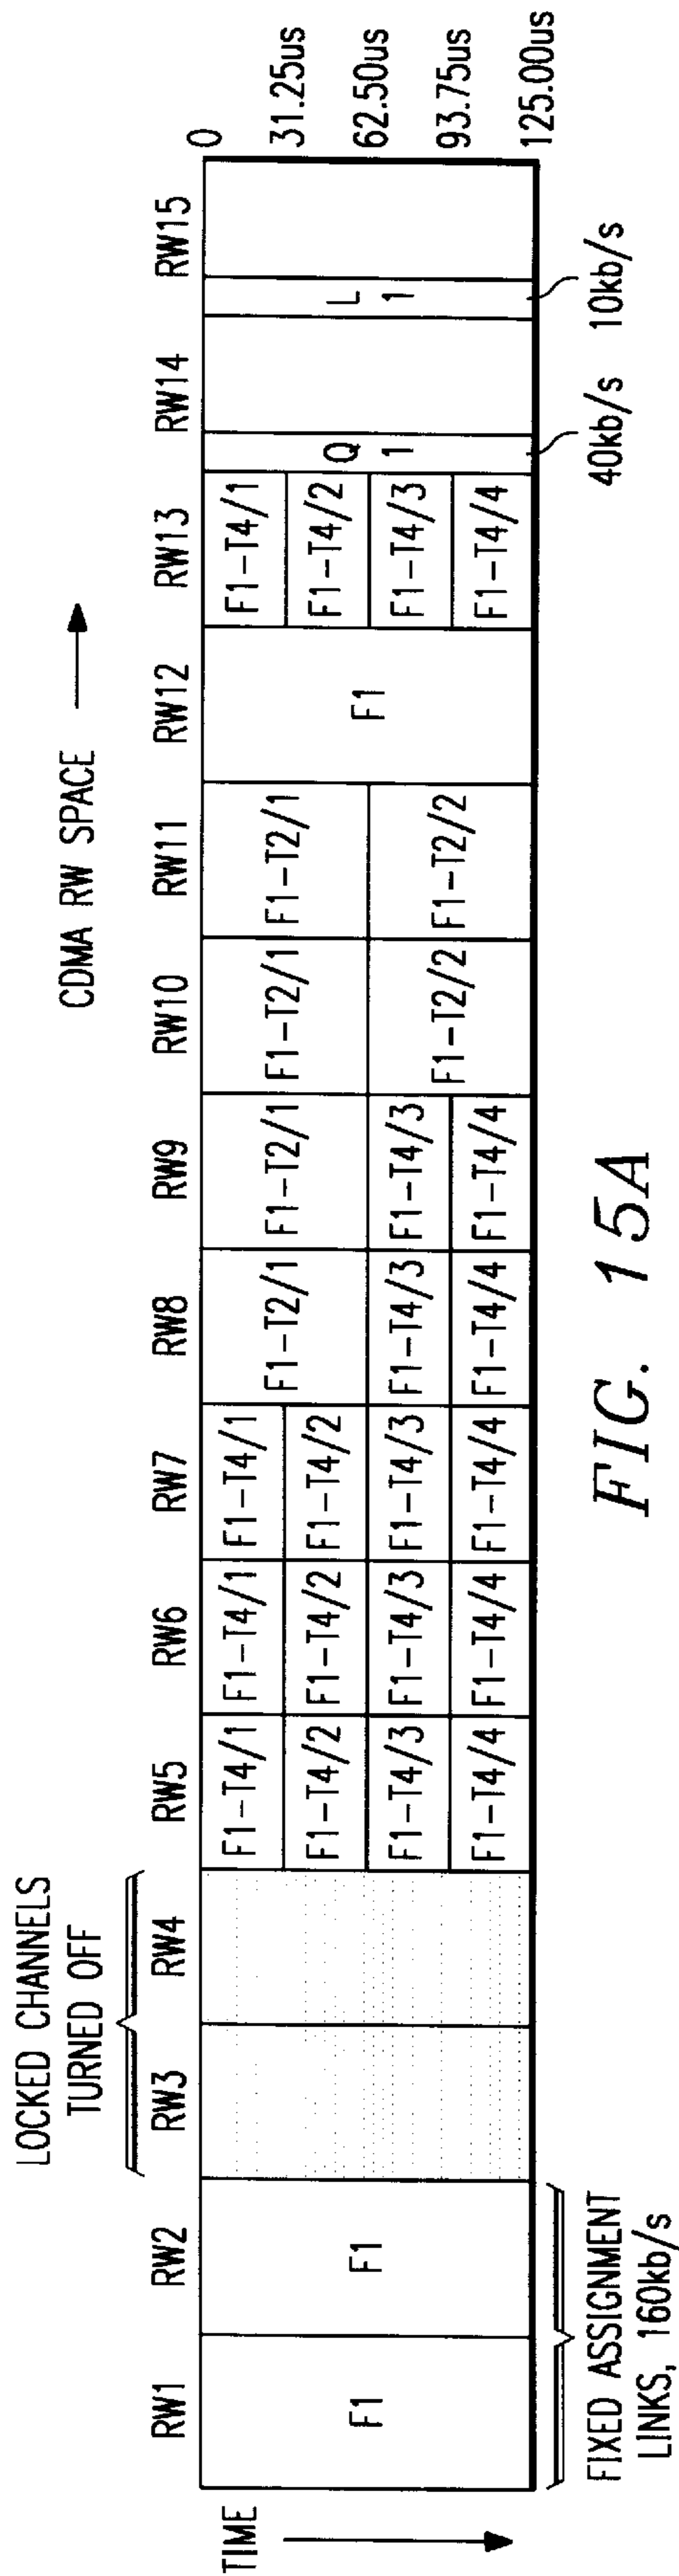 CDMA RW SPACE
LOCKED CHANNELS
TURNED OFF
RW1 RW2 RW3 RW4 RW5 RW6 RW7 RW8 RW9 RW10 RW11 RW12 RW13 RW14 RW15
TIME
0
31.25us
62.50us
93.75us
125.00us
F1
F1
F1-T4/1 F1-T4/1 F1-T4/1 F1-T2/1 F1-T2/1 F1-T2/1 F1-T2/1 F1 F1-T4/1
F1-T4/2 F1-T4/2 F1-T4/2 F1-T4/2
F1-T4/3 F1-T4/3 F1-T4/3 F1-T4/3 F1-T4/3 F1-T2/2 F1-T2/2 F1-T4/3
F1-T4/4 F1-T4/4 F1-T4/4 F1-T4/4 F1-T4/4 F1-T4/4
Q
1
L
1
FIXED ASSIGNMENT
LINKS, 160kb/s
40kb/s
10kb/s
FIG. 15A